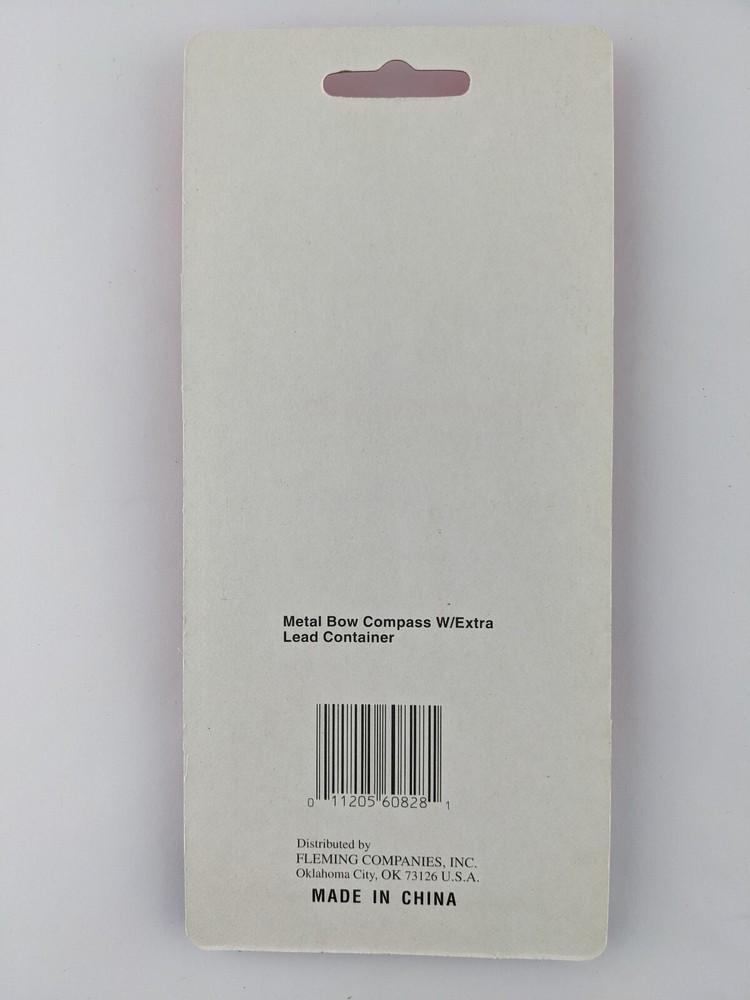 Metal Bow Compass W/Extra
Lead Container
0 11205 60828 1
Distributed by
FLEMING COMPANIES, INC.
Oklahoma City, OK 73126 U.S.A.
MADE IN CHINA